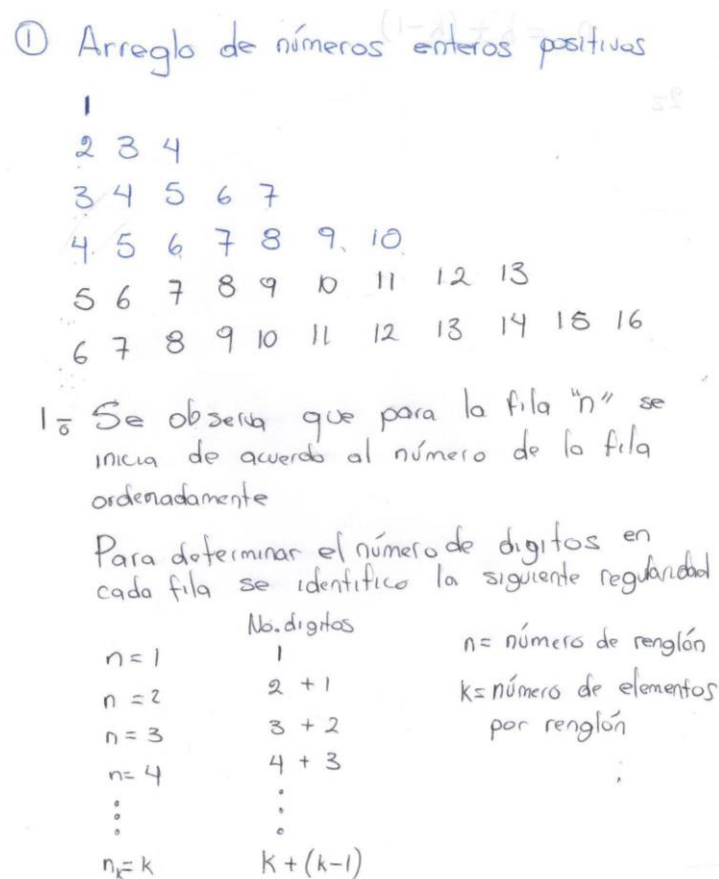 ① Arreglo de números enteros positivos
1
2 3 4
3 4 5 6 7
4. 5 6 7 8 9. 10
5 6 7 8 9 10 11 12 13
6 7 8 9 10 11 12 13 14 15 16
1º Se observa que para la fila "n" se
inicia de acuerdo al número de la fila
ordenadamente
Para determinar el número de digitos en
cada fila se identifico la siguiente regularidad
No. digitos
n = 1 1
n = 2 2 + 1
n = 3 3 + 2
n = 4 4 + 3
⋮ ⋮
nₖ = k k + (k-1)
n = número de renglón
k = número de elementos
por renglón